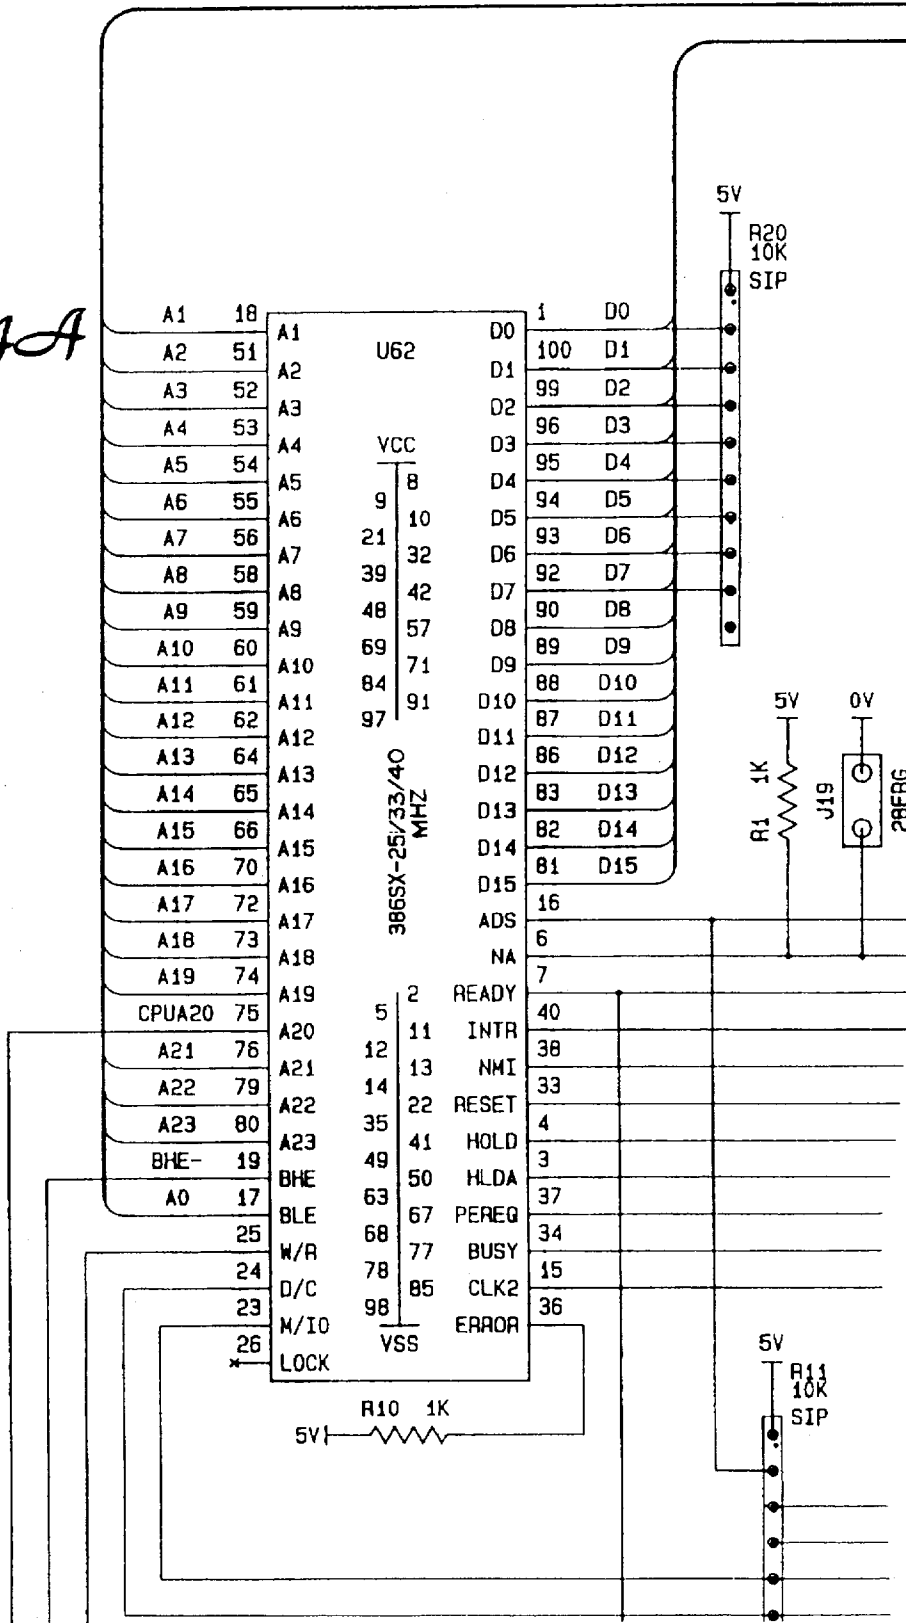 5V
R20
10K
SIP
A1 18 A1
A2 51 A2
A3 52 A3
A4 53 A4
A5 54 A5
A6 55 A6
A7 56 A7
A8 58 A8
A9 59 A9
A10 60 A10
A11 61 A11
A12 62 A12
A13 64 A13
A14 65 A14
A15 66 A15
A16 70 A16
A17 72 A17
A18 73 A18
A19 74 A19
CPUA20 75 A20
A21 76 A21
A22 79 A22
A23 80 A23
BHE- 19 BHE
A0 17 BLE
25 W/R
24 D/C
23 M/IO
26 LOCK
U62
VCC
8
9
10
21
32
39
42
48
57
69
71
84
91
97
386SX-25/33/40
MHZ
2
5
11
12
13
14
22
35
41
49
50
63
67
68
77
78
85
98
VSS
D0 1 D0
D1 100 D1
D2 99 D2
D3 96 D3
D4 95 D4
D5 94 D5
D6 93 D6
D7 92 D7
D8 90 D8
D9 89 D9
D10 88 D10
D11 87 D11
D12 86 D12
D13 83 D13
D14 82 D14
D15 81 D15
ADS 16
NA 6
READY 7
INTR 40
NMI 38
RESET 33
HOLD 4
HLDA 3
PEREQ 37
BUSY 34
CLK2 15
ERROR 36
5V
R1 1K
0V
J19
R10 1K
5V
5V
R11
10K
SIP